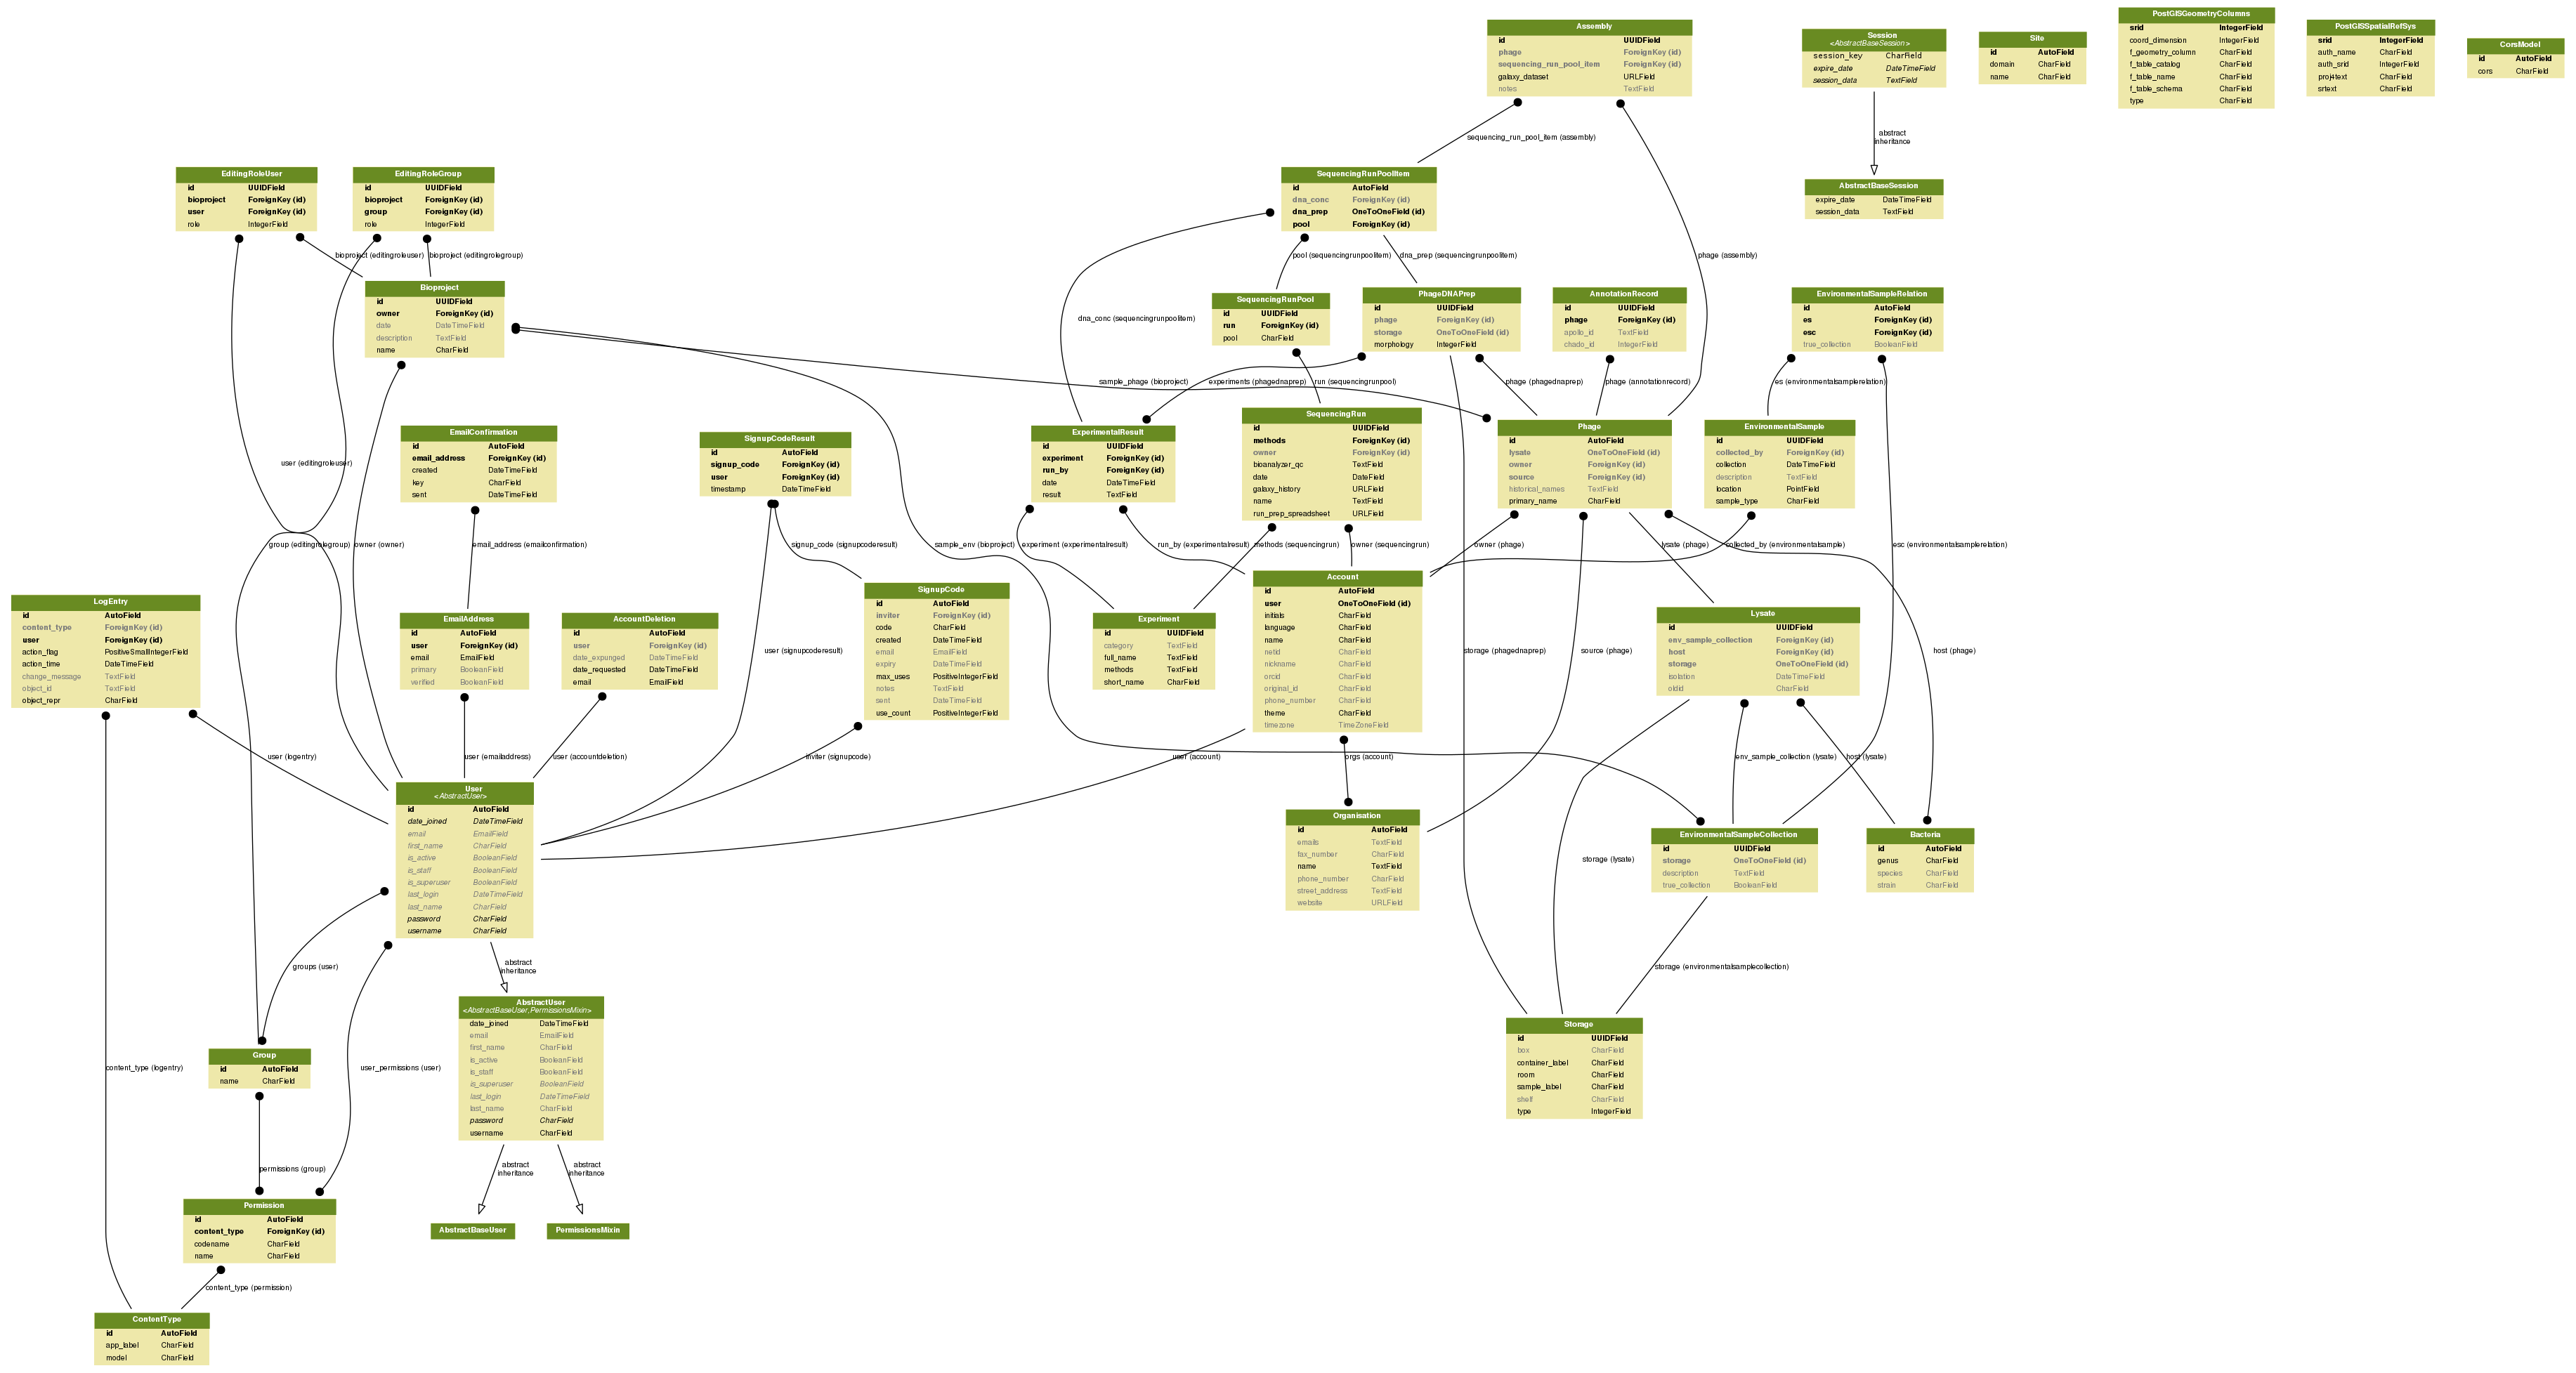 Assembly
id UUIDField
phage ForeignKey (id)
sequencing_run_pool_item ForeignKey (id)
galaxy_dataset URLField
notes TextField
Session
<AbstractBaseSession>
session_key CharField
expire_date DateTimeField
session_data TextField
Site
id AutoField
domain CharField
name CharField
PostGISGeometryColumns
srid IntegerField
coord_dimension IntegerField
f_geometry_column CharField
f_table_catalog CharField
f_table_name CharField
f_table_schema CharField
type CharField
PostGISSpatialRefSys
srid IntegerField
auth_name CharField
auth_srid IntegerField
proj4text CharField
srtext CharField
CorsModel
id AutoField
cors CharField
sequencing_run_pool_item (assembly)
abstract
inheritance
EditingRoleUser
id UUIDField
bioproject ForeignKey (id)
user ForeignKey (id)
role IntegerField
EditingRoleGroup
id UUIDField
bioproject ForeignKey (id)
group ForeignKey (id)
role IntegerField
SequencingRunPoolItem
id AutoField
dna_conc ForeignKey (id)
dna_prep OneToOneField (id)
pool ForeignKey (id)
AbstractBaseSession
expire_date DateTimeField
session_data TextField
bioproject (editingroleuser)
bioproject (editingrolegroup)
pool (sequencingrunpoolitem)
dna_prep (sequencingrunpoolitem)
phage (assembly)
Bioproject
id UUIDField
owner ForeignKey (id)
date DateTimeField
description TextField
name CharField
dna_conc (sequencingrunpoolitem)
SequencingRunPool
id UUIDField
run ForeignKey (id)
pool CharField
PhageDNAPrep
id UUIDField
phage ForeignKey (id)
storage OneToOneField (id)
morphology IntegerField
AnnotationRecord
id UUIDField
phage ForeignKey (id)
apollo_id TextField
chado_id IntegerField
EnvironmentalSampleRelation
id AutoField
es ForeignKey (id)
esc ForeignKey (id)
true_collection BooleanField
sample_phage (bioproject)
experiments (phagednaprep)
run (sequencingrunpool)
phage (phagednaprep)
phage (annotationrecord)
es (environmentalsamplerelation)
user (editingroleuser)
EmailConfirmation
id AutoField
email_address ForeignKey (id)
created DateTimeField
key CharField
sent DateTimeField
SignupCodeResult
id AutoField
signup_code ForeignKey (id)
user ForeignKey (id)
timestamp DateTimeField
ExperimentalResult
id UUIDField
experiment ForeignKey (id)
run_by ForeignKey (id)
date DateTimeField
result TextField
SequencingRun
id UUIDField
methods ForeignKey (id)
owner ForeignKey (id)
bioanalyzer_qc TextField
date DateField
galaxy_history URLField
name TextField
run_prep_spreadsheet URLField
Phage
id AutoField
lysate OneToOneField (id)
owner ForeignKey (id)
source ForeignKey (id)
historical_names TextField
primary_name CharField
EnvironmentalSample
id UUIDField
collected_by ForeignKey (id)
collection DateTimeField
description TextField
location PointField
sample_type CharField
group (editingrolegroup)
owner (owner)
email_address (emailconfirmation)
signup_code (signupcoderesult)
sample_env (bioproject)
experiment (experimentalresult)
run_by (experimentalresult)
methods (sequencingrun)
owner (sequencingrun)
owner (phage)
lysate (phage)
collected_by (environmentalsample)
esc (environmentalsamplerelation)
LogEntry
id AutoField
content_type ForeignKey (id)
user ForeignKey (id)
action_flag PositiveSmallIntegerField
action_time DateTimeField
change_message TextField
object_id TextField
object_repr CharField
EmailAddress
id AutoField
user ForeignKey (id)
email EmailField
primary BooleanField
verified BooleanField
AccountDeletion
id AutoField
user ForeignKey (id)
date_expunged DateTimeField
date_requested DateTimeField
email EmailField
user (signupcoderesult)
SignupCode
id AutoField
inviter ForeignKey (id)
code CharField
created DateTimeField
email EmailField
expiry DateTimeField
max_uses PositiveIntegerField
notes TextField
sent DateTimeField
use_count PositiveIntegerField
Experiment
id UUIDField
category TextField
full_name TextField
methods TextField
short_name CharField
Account
id AutoField
user OneToOneField (id)
initials CharField
language CharField
name CharField
netid CharField
nickname CharField
orcid CharField
original_id CharField
phone_number CharField
theme CharField
timezone TimeZoneField
storage (phagednaprep)
source (phage)
Lysate
id UUIDField
env_sample_collection ForeignKey (id)
host ForeignKey (id)
storage OneToOneField (id)
isolation DateTimeField
oldid CharField
host (phage)
user (logentry)
user (emailaddress)
user (accountdeletion)
inviter (signupcode)
user (account)
orgs (account)
env_sample_collection (lysate)
host (lysate)
User
<AbstractUser>
id AutoField
date_joined DateTimeField
email EmailField
first_name CharField
is_active BooleanField
is_staff BooleanField
is_superuser BooleanField
last_login DateTimeField
last_name CharField
password CharField
username CharField
Organisation
id AutoField
emails TextField
fax_number CharField
name TextField
phone_number CharField
street_address TextField
website URLField
storage (lysate)
EnvironmentalSampleCollection
id UUIDField
storage OneToOneField (id)
description TextField
true_collection BooleanField
Bacteria
id AutoField
genus CharField
species CharField
strain CharField
groups (user)
abstract
inheritance
storage (environmentalsamplecollection)
AbstractUser
<AbstractBaseUser,PermissionsMixin>
date_joined DateTimeField
email EmailField
first_name CharField
is_active BooleanField
is_staff BooleanField
is_superuser BooleanField
last_login DateTimeField
last_name CharField
password CharField
username CharField
Storage
id UUIDField
box CharField
container_label CharField
room CharField
sample_label CharField
shelf CharField
type IntegerField
Group
id AutoField
name CharField
content_type (logentry)
user_permissions (user)
permissions (group)
abstract
inheritance
abstract
inheritance
Permission
id AutoField
content_type ForeignKey (id)
codename CharField
name CharField
AbstractBaseUser
PermissionsMixin
content_type (permission)
ContentType
id AutoField
app_label CharField
model CharField